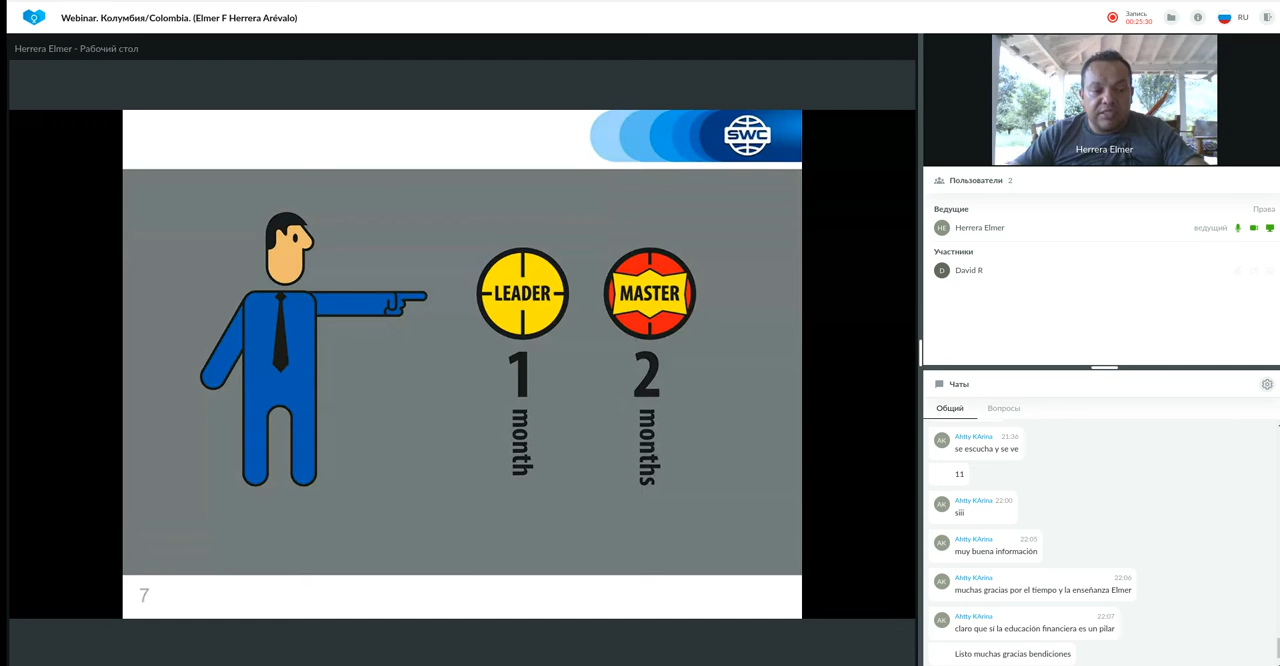 Webinar. Колумбия/Colombia. (Elmer F Herrera Arévalo)
Запись
00:25:30
RU
Herrera Elmer - Рабочий стол
SWC
LEADER
MASTER
1
month
2
months
7
Herrera Elmer
Пользователи 2
Ведущие
Права
HE
Herrera Elmer
ведущий
Участники
D
David R
Чаты
Общий
Вопросы
AK
Ahtty KArina 21:36
se escucha y se ve
11
AK
Ahtty KArina 22:00
siii
AK
Ahtty KArina 22:05
muy buena información
AK
Ahtty KArina 22:06
muchas gracias por el tiempo y la enseñanza Elmer
AK
Ahtty KArina 22:07
claro que sí la educación financiera es un pilar
Listo muchas gracias bendiciones